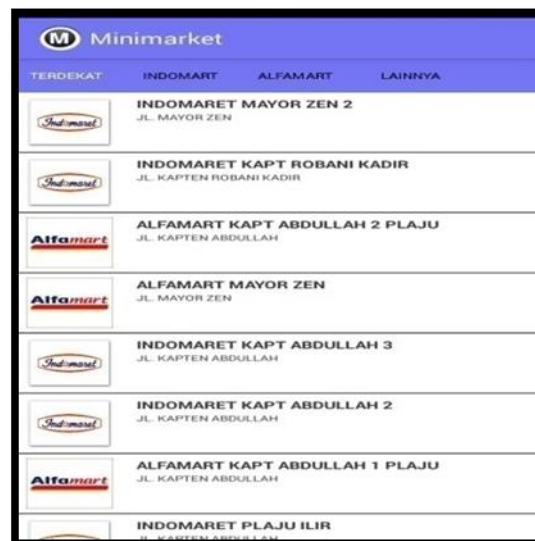 M Minimarket
TERDEKAT INDOMART ALFAMART LAINNYA
Indomaret
INDOMARET MAYOR ZEN 2
JL. MAYOR ZEN
Indomaret
INDOMARET KAPT ROBANI KADIR
JL. KAPTEN ROBANI KADIR
Alfamart
ALFAMART KAPT ABDULLAH 2 PLAJU
JL. KAPTEN ABDULLAH
Alfamart
ALFAMART MAYOR ZEN
JL. MAYOR ZEN
Indomaret
INDOMARET KAPT ABDULLAH 3
JL. KAPTEN ABDULLAH
Indomaret
INDOMARET KAPT ABDULLAH 2
JL. KAPTEN ABDULLAH
Alfamart
ALFAMART KAPT ABDULLAH 1 PLAJU
JL. KAPTEN ABDULLAH
INDOMARET PLAJU ILIR
JL. KAPTEN ABDULLAH